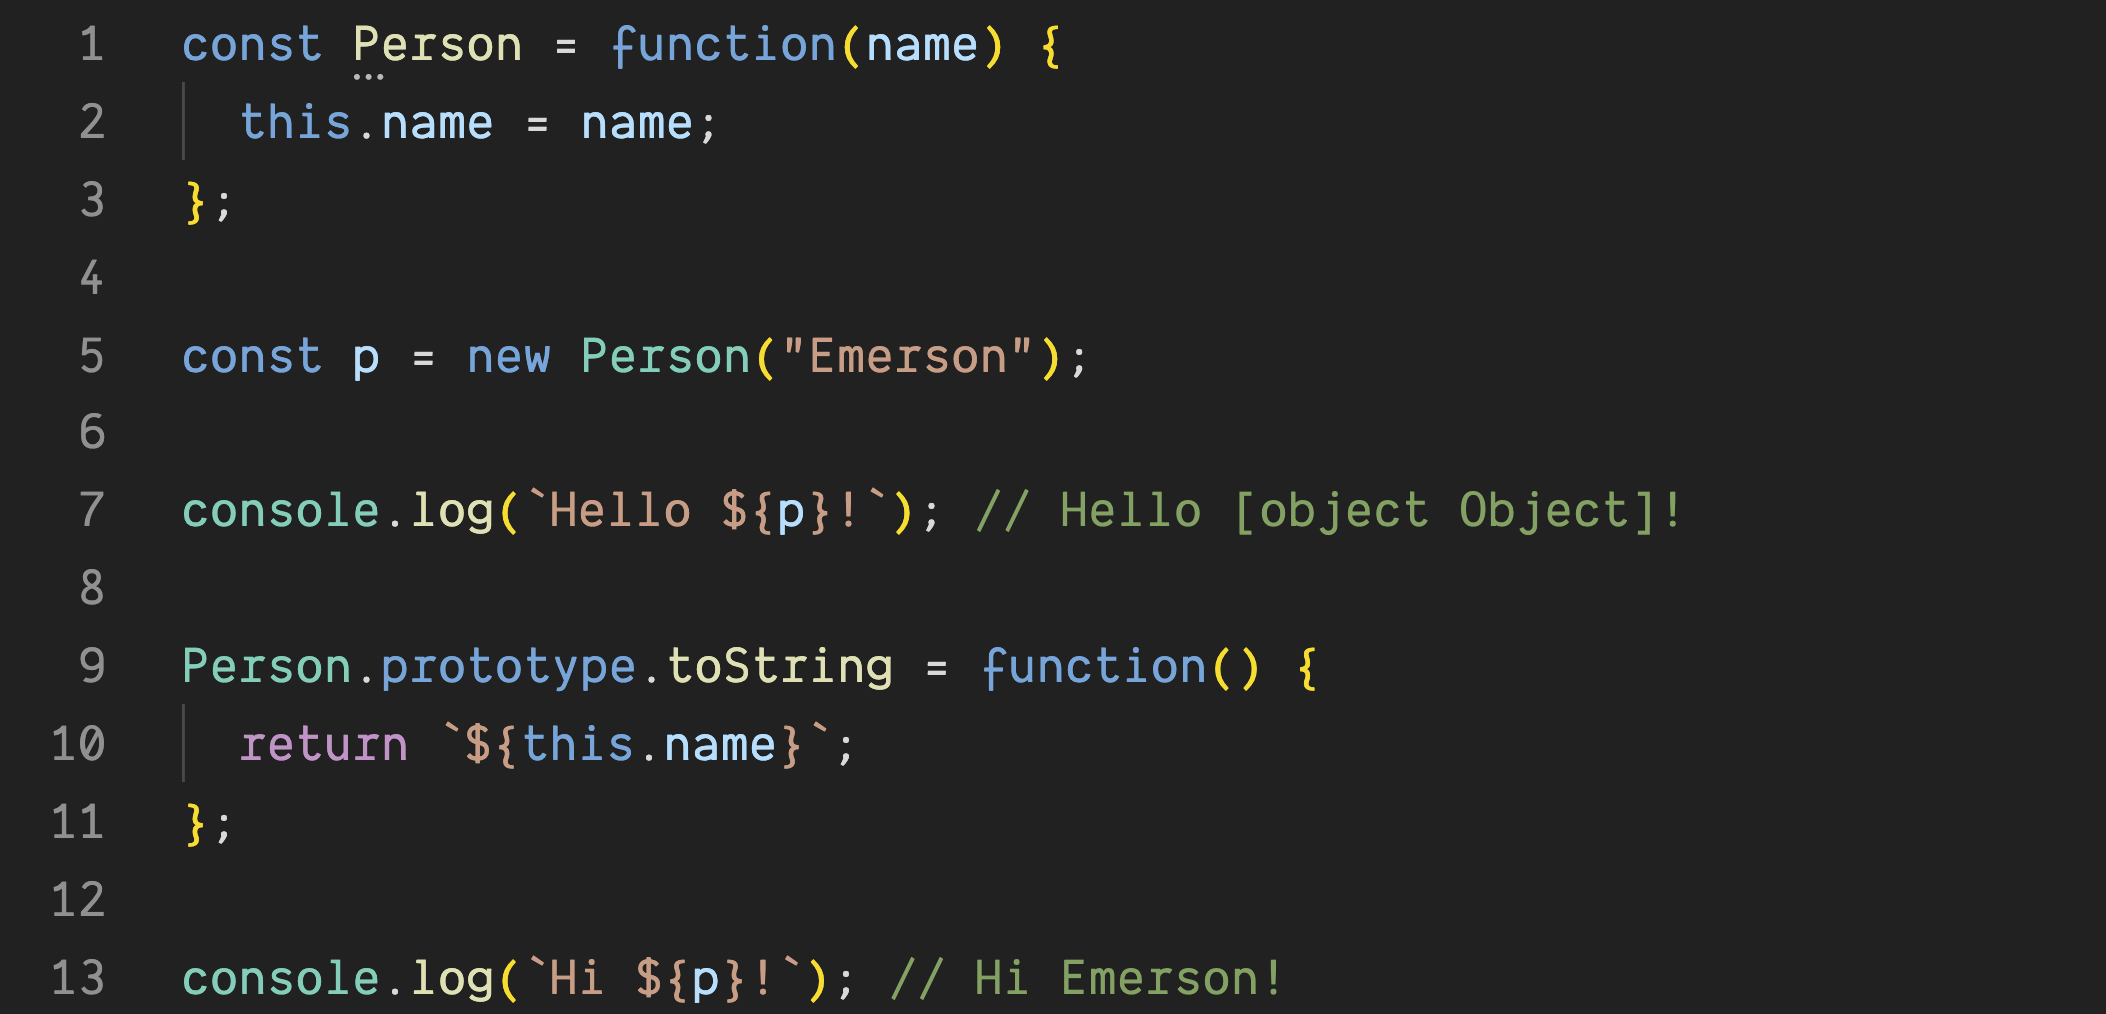 1 const Person = function(name) {
2 this.name = name;
3 };
4
5 const p = new Person("Emerson");
6
7 console.log(`Hello ${p}!`); // Hello [object Object]!
8
9 Person.prototype.toString = function() {
10 return `${this.name}`;
11 };
12
13 console.log(`Hi ${p}!`); // Hi Emerson!